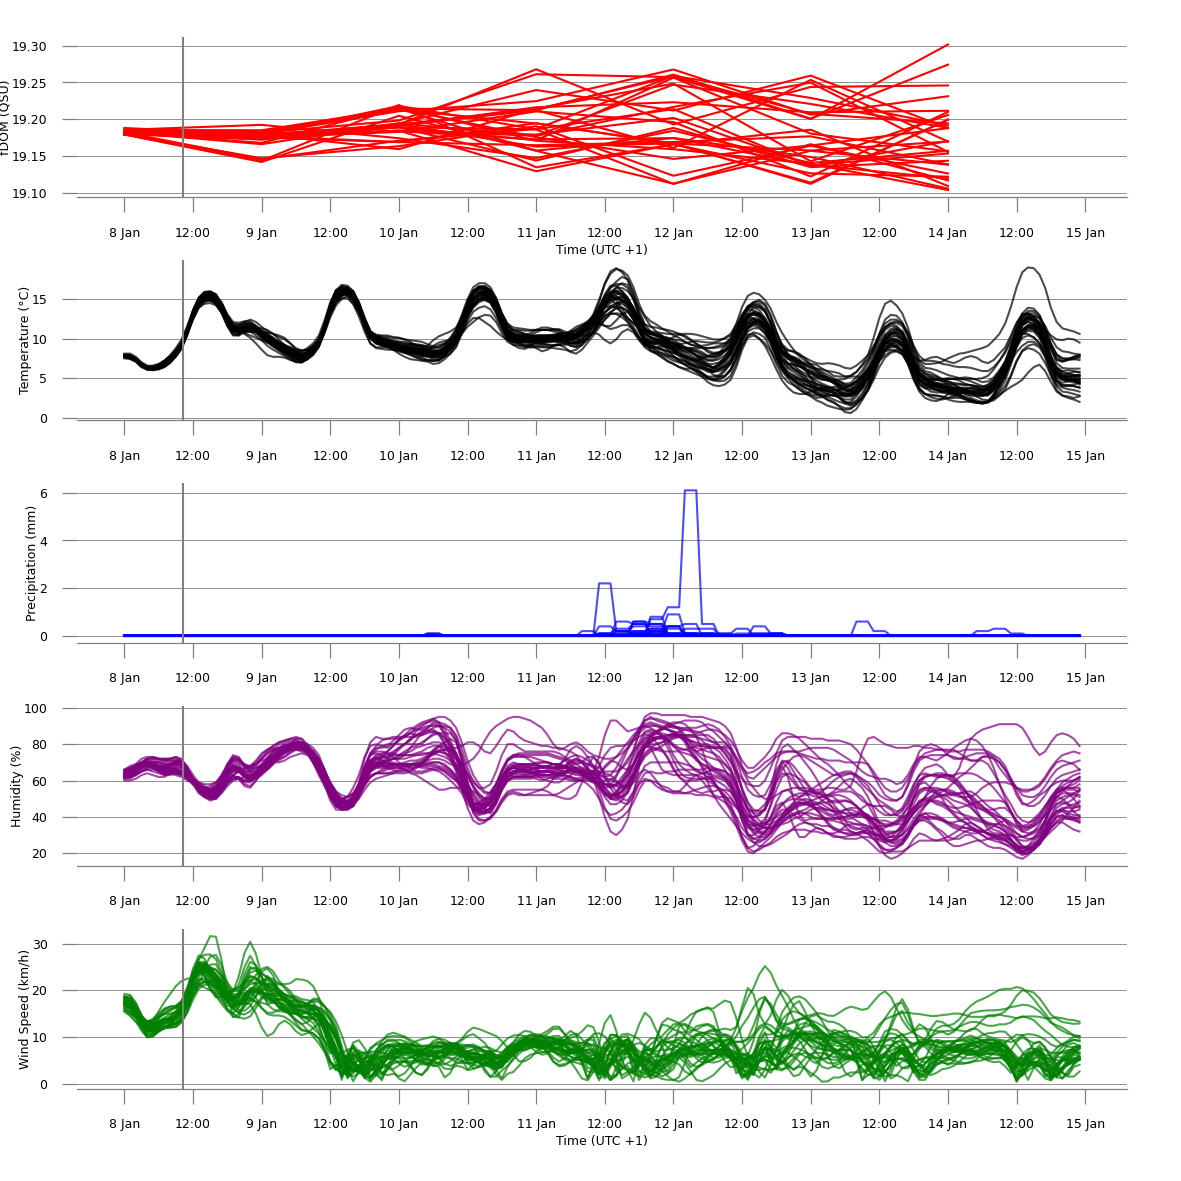 fDOM (QSU)
19.30
19.25
19.20
19.15
19.10
8 Jan 12:00 9 Jan 12:00 10 Jan 12:00 11 Jan 12:00 12 Jan 12:00 13 Jan 12:00 14 Jan 12:00 15 Jan
Time (UTC +1)
Temperature (°C)
15
10
5
0
8 Jan 12:00 9 Jan 12:00 10 Jan 12:00 11 Jan 12:00 12 Jan 12:00 13 Jan 12:00 14 Jan 12:00 15 Jan
Precipitation (mm)
6
4
2
0
8 Jan 12:00 9 Jan 12:00 10 Jan 12:00 11 Jan 12:00 12 Jan 12:00 13 Jan 12:00 14 Jan 12:00 15 Jan
Humidity (%)
100
80
60
40
20
8 Jan 12:00 9 Jan 12:00 10 Jan 12:00 11 Jan 12:00 12 Jan 12:00 13 Jan 12:00 14 Jan 12:00 15 Jan
Wind Speed (km/h)
30
20
10
0
8 Jan 12:00 9 Jan 12:00 10 Jan 12:00 11 Jan 12:00 12 Jan 12:00 13 Jan 12:00 14 Jan 12:00 15 Jan
Time (UTC +1)